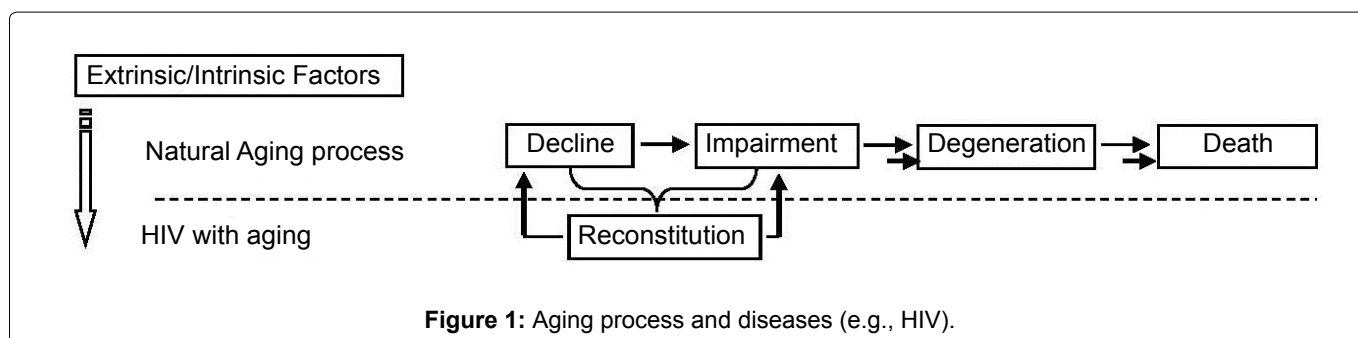 Extrinsic/Intrinsic Factors
Natural Aging process
Decline
Impairment
Degeneration
Death
HIV with aging
Reconstitution
Figure 1: Aging process and diseases (e.g., HIV).